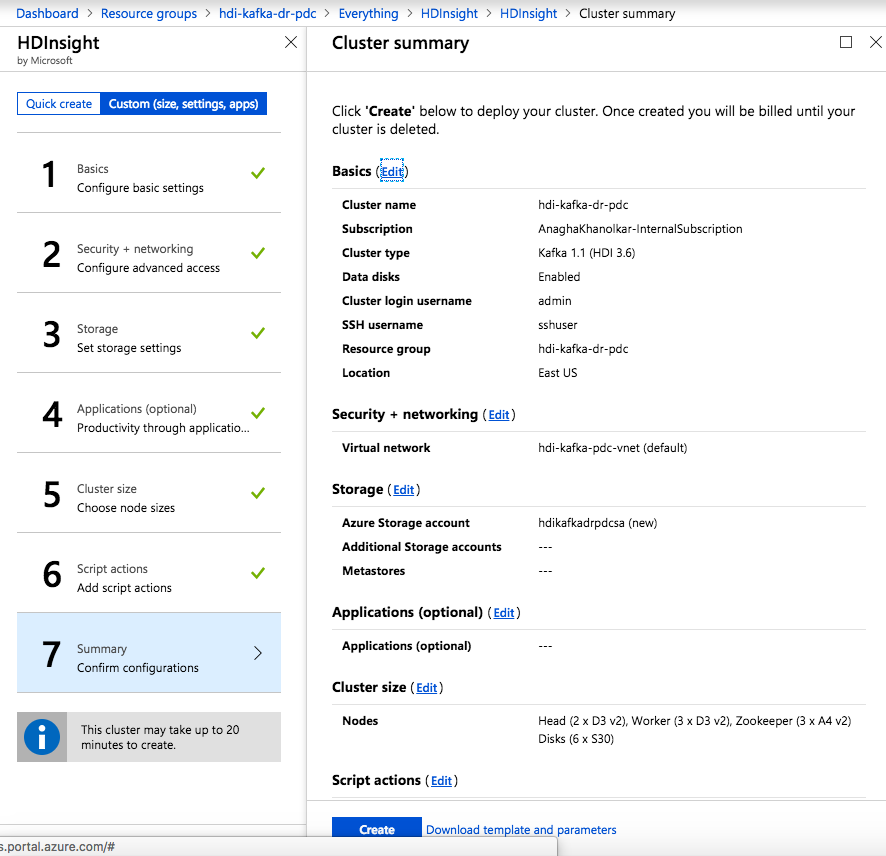 Dashboard > Resource groups > hdi-kafka-dr-pdc > Everything > HDInsight > HDInsight > Cluster summary
HDInsight
by Microsoft
Quick create
Custom (size, settings, apps)
1
Basics
Configure basic settings
2
Security + networking
Configure advanced access
3
Storage
Set storage settings
4
Applications (optional)
Productivity through applicatio...
5
Cluster size
Choose node sizes
6
Script actions
Add script actions
7
Summary
Confirm configurations
This cluster may take up to 20
minutes to create.
Cluster summary
Click 'Create' below to deploy your cluster. Once created you will be billed until your
cluster is deleted.
Basics (Edit)
Cluster name hdi-kafka-dr-pdc
Subscription AnaghaKhanolkar-InternalSubscription
Cluster type Kafka 1.1 (HDI 3.6)
Data disks Enabled
Cluster login username admin
SSH username sshuser
Resource group hdi-kafka-dr-pdc
Location East US
Security + networking (Edit)
Virtual network hdi-kafka-pdc-vnet (default)
Storage (Edit)
Azure Storage account hdikafkadrpdcsa (new)
Additional Storage accounts ---
Metastores ---
Applications (optional) (Edit)
Applications (optional) ---
Cluster size (Edit)
Nodes Head (2 x D3 v2), Worker (3 x D3 v2), Zookeeper (3 x A4 v2)
Disks (6 x S30)
Script actions (Edit)
Create Download template and parameters
s.portal.azure.com/#